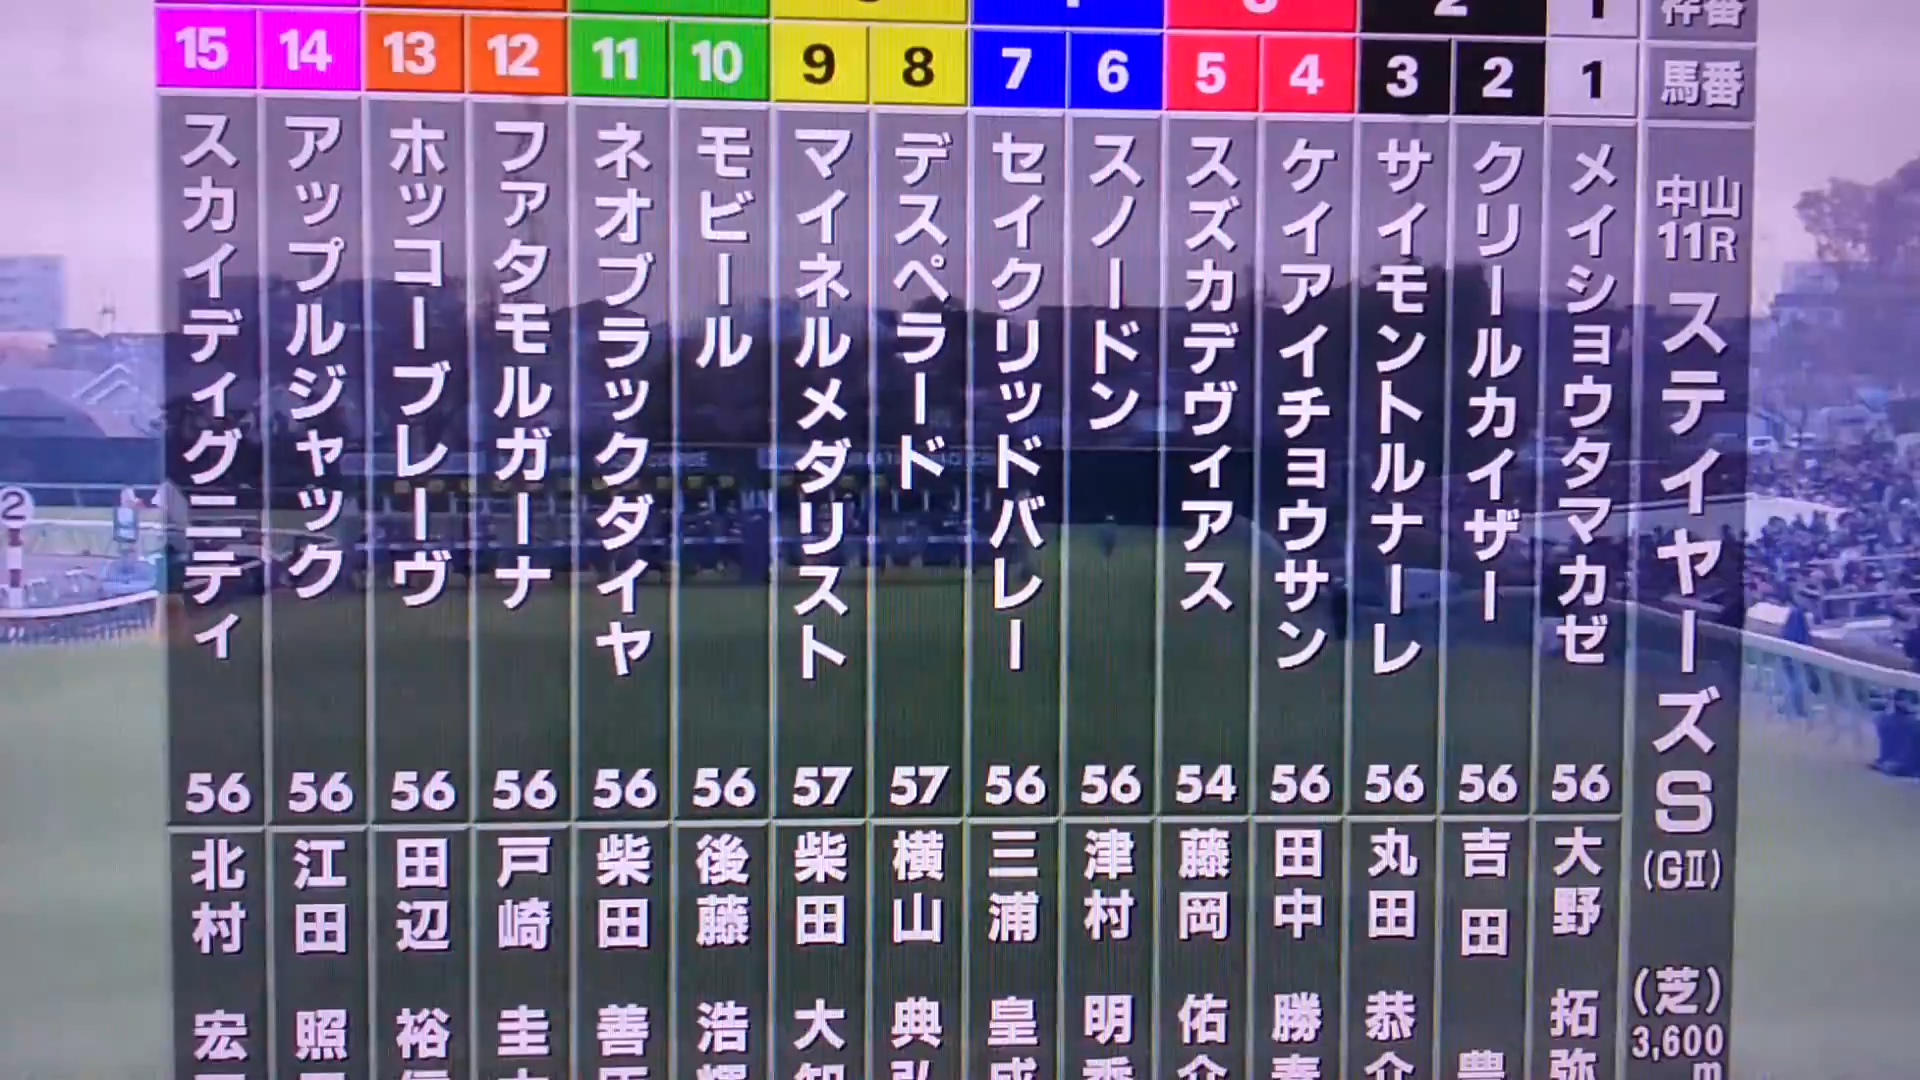 枠番
馬番
中山
11R
ステイヤーズS
(GⅡ)
(芝)
3,600
m
1
1
メイショウタマカゼ
56
大野 拓弥
2
2
クリールカイザー
56
吉田 豊
3
サイモントルナーレ
56
丸田 恭介
3
4
ケイアイチョウサン
56
田中 勝春
5
スズカデヴィアス
54
藤岡 佑介
6
スノードン
56
津村 明秀
7
セイクリッドバレー
56
三浦 皇成
8
デスペラード
57
横山 典弘
9
マイネルメダリスト
57
柴田 大知
10
モビール
56
後藤 浩輝
11
ネオブラックダイヤ
56
柴田 善臣
12
ファタモルガーナ
56
戸崎 圭太
13
ホッコーブレーヴ
56
田辺 裕信
14
アップルジャック
56
江田 照
15
スカイディグニティ
56
北村 宏
2